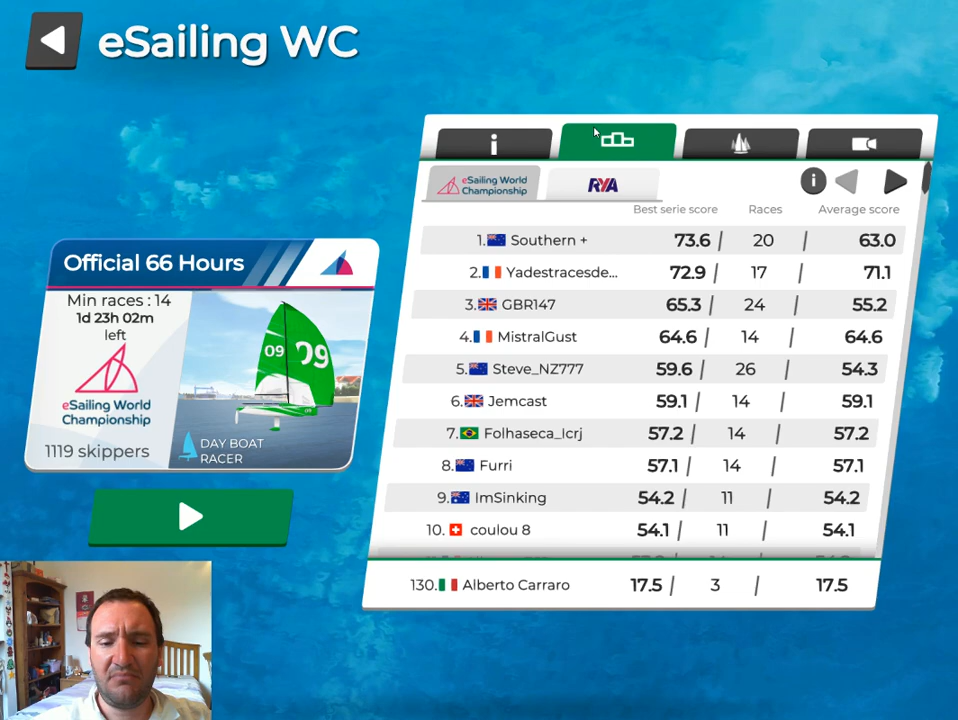 eSailing WC
Official 66 Hours
Min races : 14
1d 23h 02m
left
eSailing World
Championship
1119 skippers
09 09
DAY BOAT
RACER
i
eSailing World
Championship
RYA
i
Best serie score Races Average score
1. Southern + 73.6 / 20 / 63.0
2. Yadestracesde... 72.9 / 17 / 71.1
3. GBR147 65.3 / 24 / 55.2
4. MistralGust 64.6 / 14 / 64.6
5. Steve_NZ777 59.6 / 26 / 54.3
6. Jemcast 59.1 / 14 / 59.1
7. Folhaseca_Icrj 57.2 / 14 / 57.2
8. Furri 57.1 / 14 / 57.1
9. ImSinking 54.2 / 11 / 54.2
10. coulou 8 54.1 / 11 / 54.1
130. Alberto Carraro 17.5 / 3 / 17.5